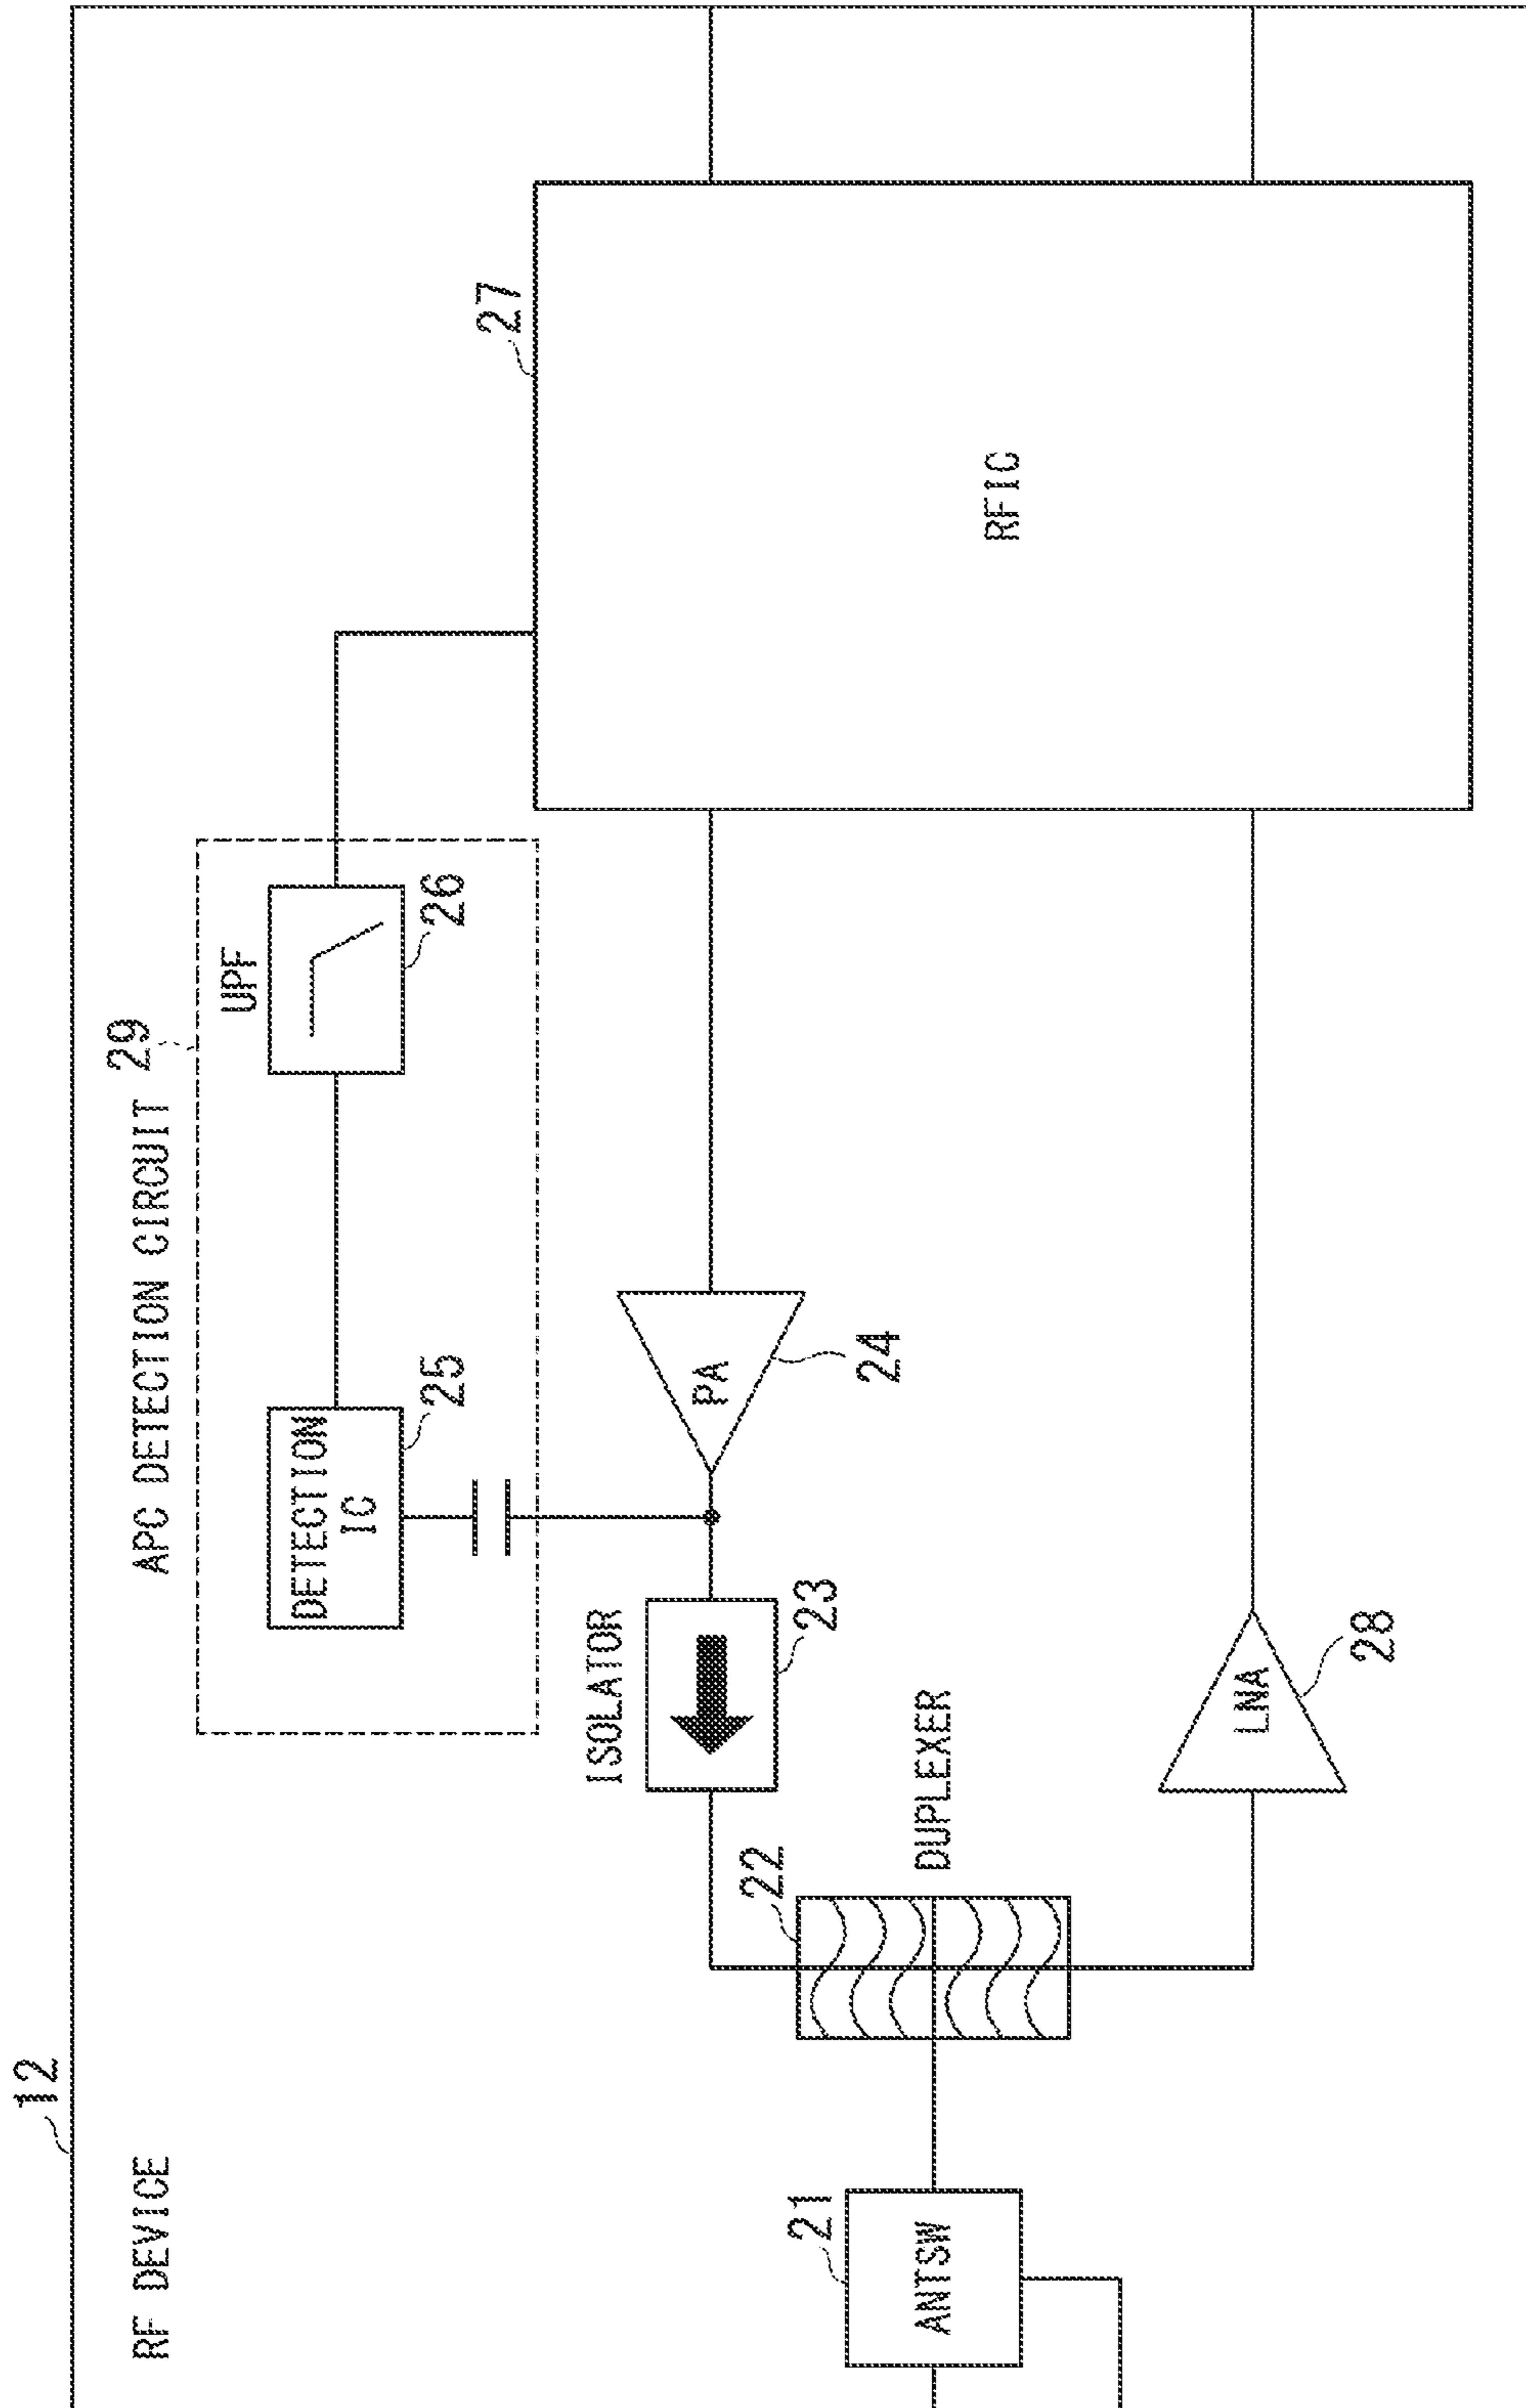 RF DEVICE
12
APC DETECTION CIRCUIT 29
UPF
DETECTION
IC
25
26
27
ISOLATOR
23
PA
24
22
DUPLEXER
21
ANTSW
RFIC
LNA
28